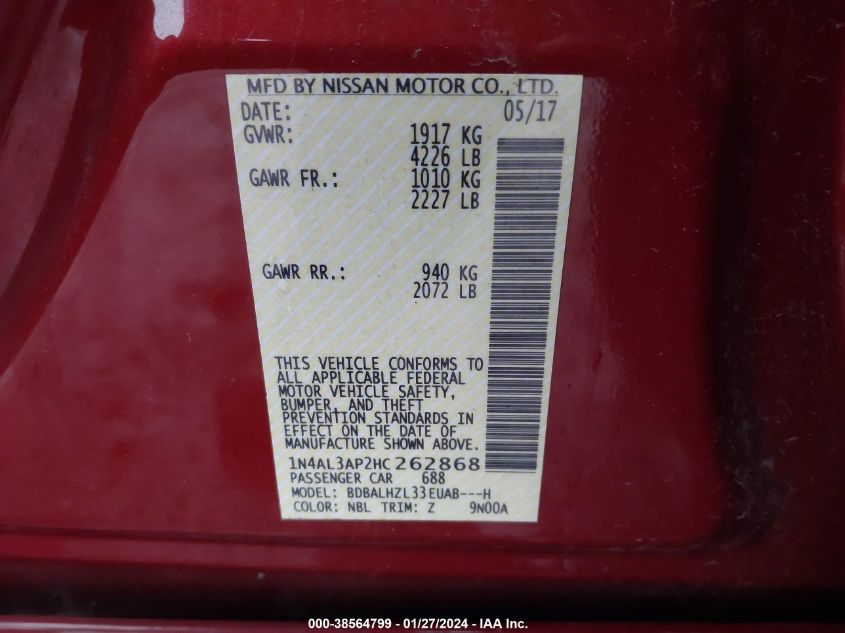 MFD BY NISSAN MOTOR CO., LTD.
DATE: 05/17
GVWR: 1917 KG
4226 LB
GAWR FR.: 1010 KG
2227 LB
GAWR RR.: 940 KG
2072 LB
THIS VEHICLE CONFORMS TO
ALL APPLICABLE FEDERAL
MOTOR VEHICLE SAFETY,
BUMPER, AND THEFT
PREVENTION STANDARDS IN
EFFECT ON THE DATE OF
MANUFACTURE SHOWN ABOVE.
1N4AL3AP2HC262868
PASSENGER CAR 688
MODEL: BDBALHZL33EUAB---H
COLOR: NBL TRIM: Z 9N00A
000-38564799 - 01/27/2024 - IAA Inc.